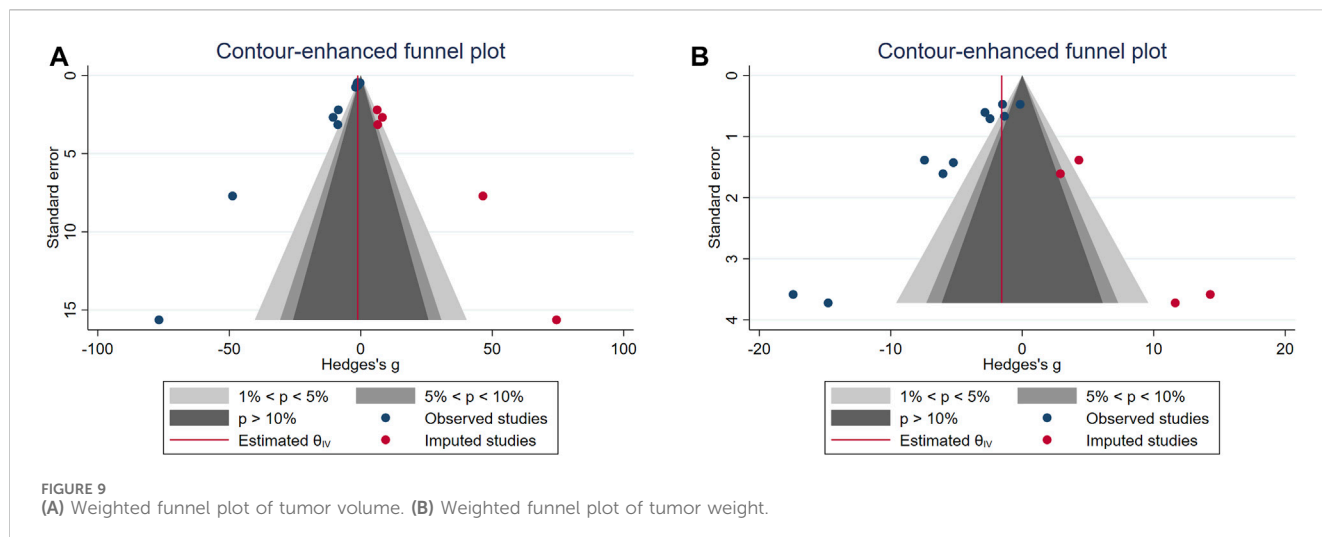 A
Contour-enhanced funnel plot
0
5
10
15
Standard error
-100
-50
0
50
100
Hedges's g
1% < p < 5%
5% < p < 10%
p > 10%
Observed studies
Estimated θIV
Imputed studies
B
Contour-enhanced funnel plot
0
1
2
3
4
Standard error
-20
-10
0
10
20
Hedges's g
1% < p < 5%
5% < p < 10%
p > 10%
Observed studies
Estimated θIV
Imputed studies
FIGURE 9
(A) Weighted funnel plot of tumor volume. (B) Weighted funnel plot of tumor weight.